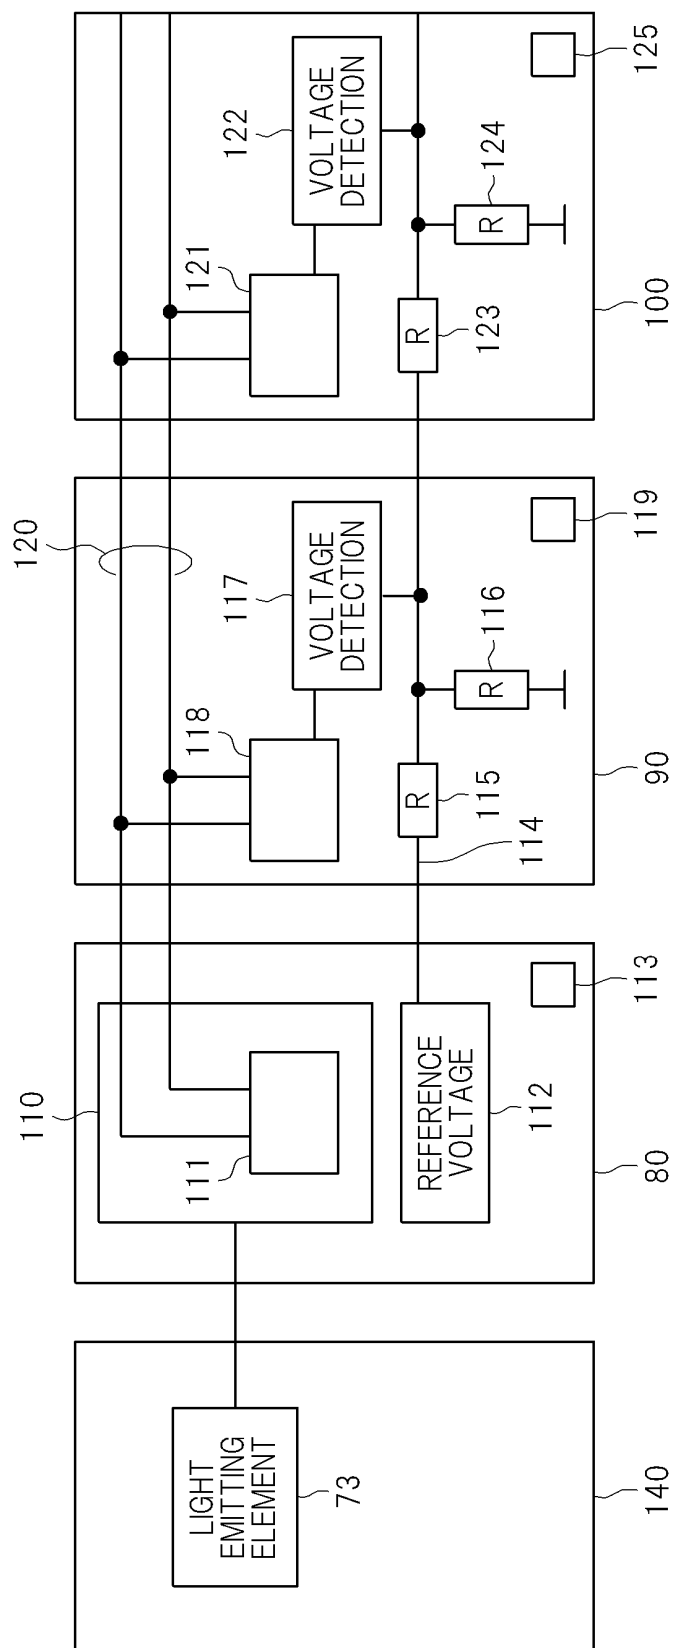 120
110
111
118
117
121
122
LIGHT
EMITTING
ELEMENT
73
REFERENCE
VOLTAGE
112
VOLTAGE
DETECTION
VOLTAGE
DETECTION
R
115
114
R
116
R
123
R
124
113
119
125
140
80
90
100